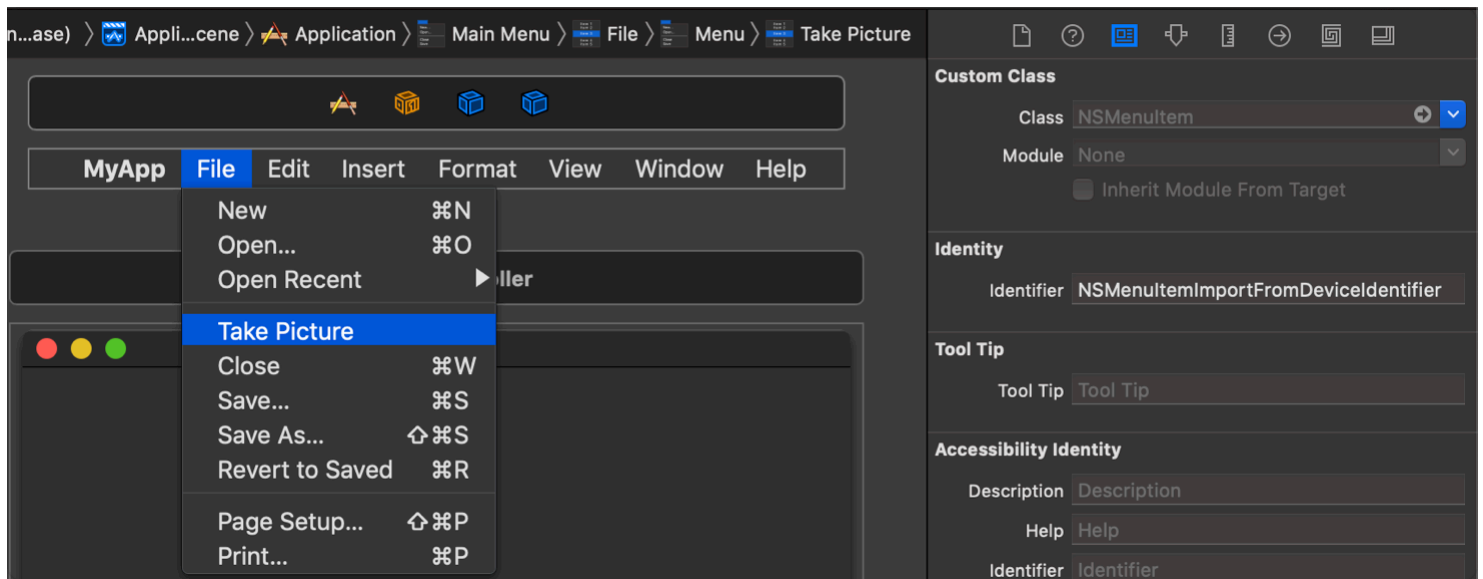 n...ase) Appli...cene Application Main Menu File Menu Take Picture
MyApp File Edit Insert Format View Window Help
New ⌘N
Open... ⌘O
Open Recent ▶
ller
Take Picture
Close ⌘W
Save... ⌘S
Save As... ⇧⌘S
Revert to Saved ⌘R
Page Setup... ⇧⌘P
Print... ⌘P
Custom Class
Class NSMenuItem
Module None
Inherit Module From Target
Identity
Identifier NSMenuItemImportFromDeviceIdentifier
Tool Tip
Tool Tip Tool Tip
Accessibility Identity
Description Description
Help Help
Identifier Identifier